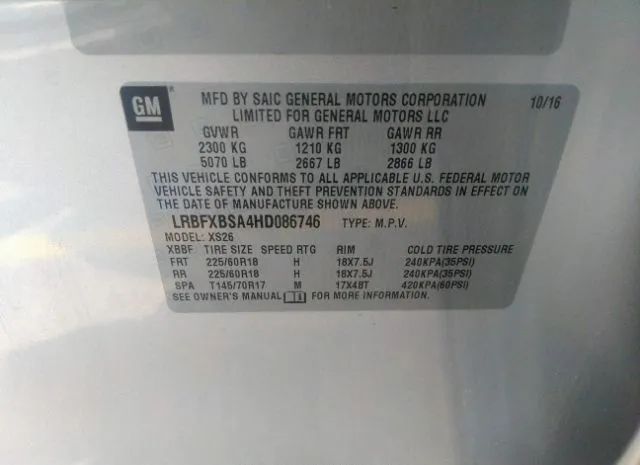 GM ®
MFD BY SAIC GENERAL MOTORS CORPORATION 10/16
LIMITED FOR GENERAL MOTORS LLC
GVWR GAWR FRT GAWR RR
2300 KG 1210 KG 1300 KG
5070 LB 2667 LB 2866 LB
THIS VEHICLE CONFORMS TO ALL APPLICABLE U.S. FEDERAL MOTOR
VEHICLE SAFETY AND THEFT PREVENTION STANDARDS IN EFFECT ON
THE DATE OF MANUFACTURE SHOWN ABOVE.
LRBFXBSA4HD086746 TYPE: M.P.V.
MODEL: XS26
XBBF TIRE SIZE SPEED RTG RIM COLD TIRE PRESSURE
FRT 225/60R18 H 18X7.5J 240KPA(35PSI)
RR 225/60R18 H 18X7.5J 240KPA(35PSI)
SPA T145/70R17 M 17X4BT 420KPA(60PSI)
SEE OWNER'S MANUAL FOR MORE INFORMATION.